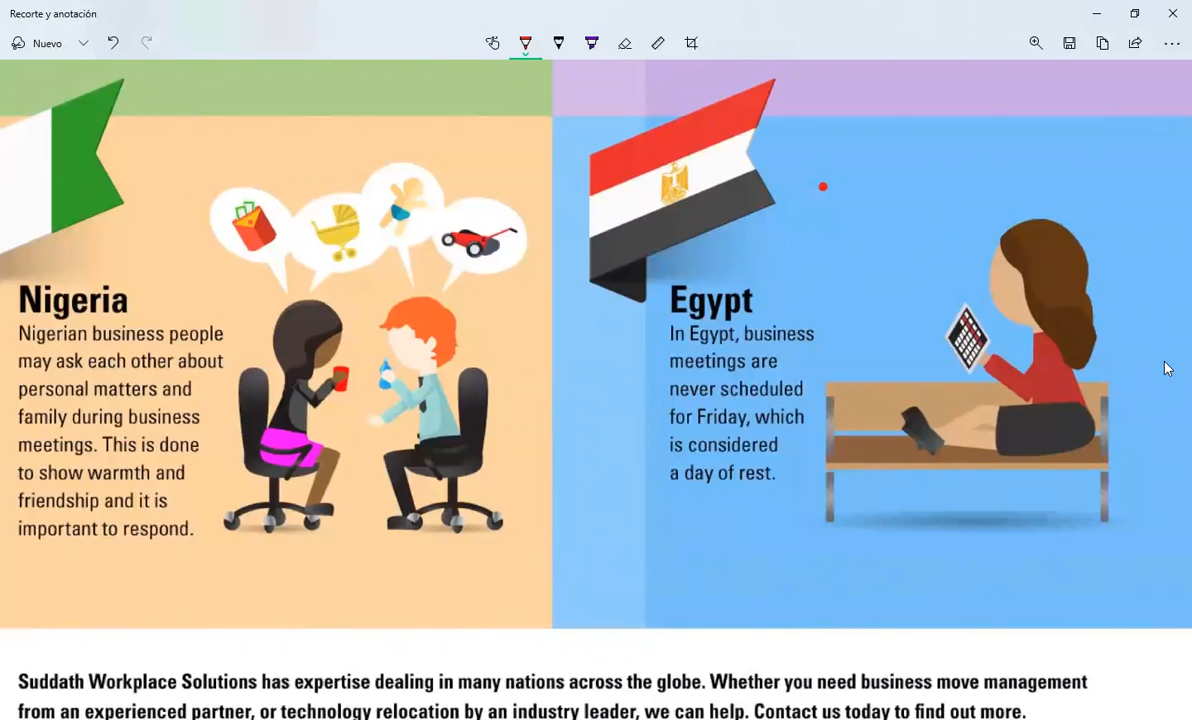 Recorte y anotación
Nuevo
Nigeria
Nigerian business people
may ask each other about
personal matters and
family during business
meetings. This is done
to show warmth and
friendship and it is
important to respond.
Egypt
In Egypt, business
meetings are
never scheduled
for Friday, which
is considered
a day of rest.
Suddath Workplace Solutions has expertise dealing in many nations across the globe. Whether you need business move management
from an experienced partner, or technology relocation by an industry leader, we can help. Contact us today to find out more.